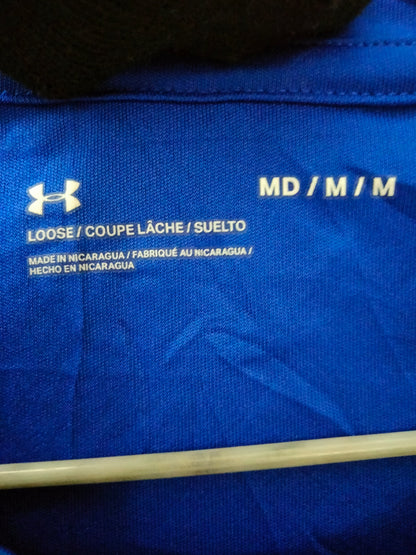 MD / M / M
LOOSE / COUPE LÂCHE / SUELTO
MADE IN NICARAGUA / FABRIQUÉ AU NICARAGUA /
HECHO EN NICARAGUA